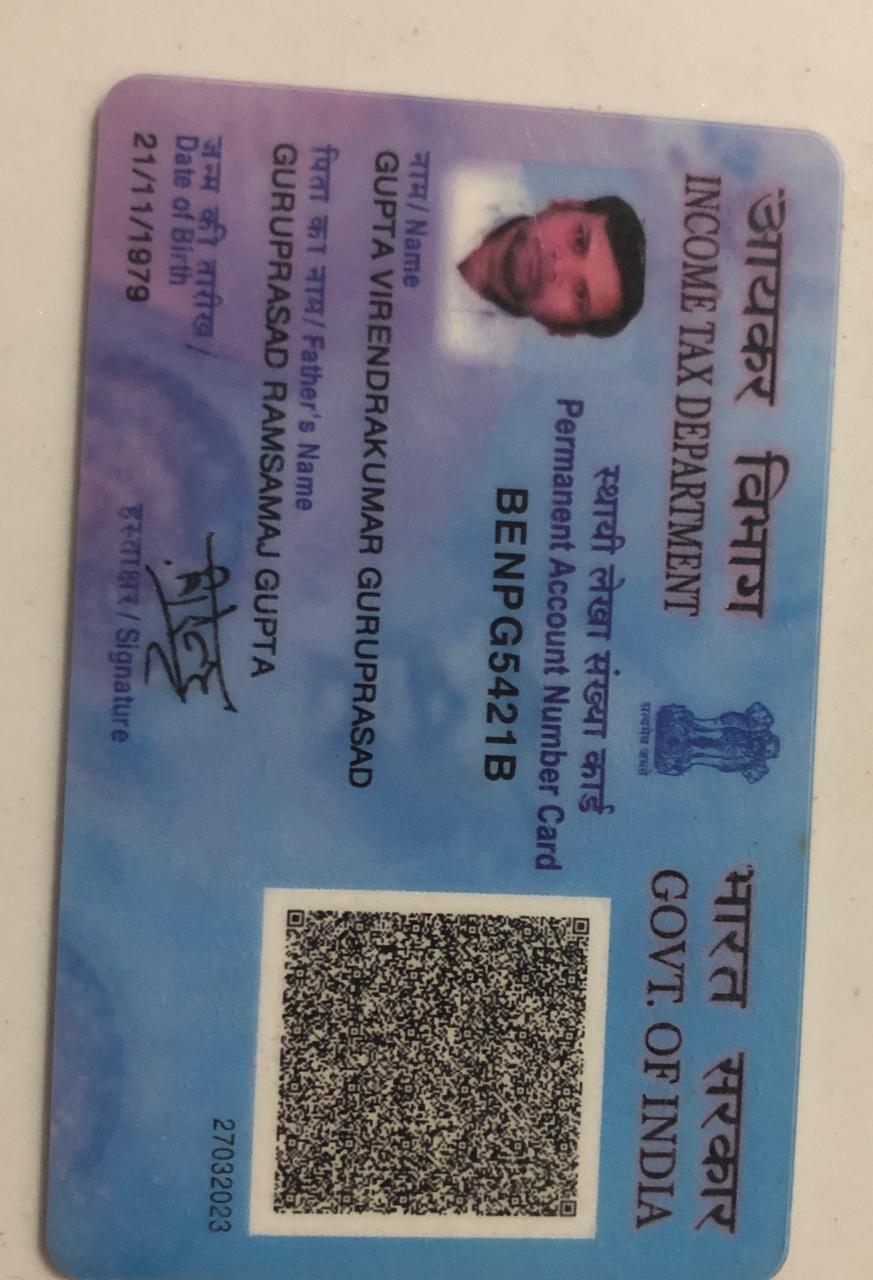 आयकर विभाग
INCOME TAX DEPARTMENT
सत्यमेव जयते
भारत सरकार
GOVT. OF INDIA
स्थायी लेखा संख्या कार्ड
Permanent Account Number Card
BENPG5421B
नाम / Name
GUPTA VIRENDRAKUMAR GURUPRASAD
पिता का नाम / Father's Name
GURUPRASAD RAMSAMAJ GUPTA
जन्म की तारीख /
Date of Birth
21/11/1979
हस्ताक्षर / Signature
27032023